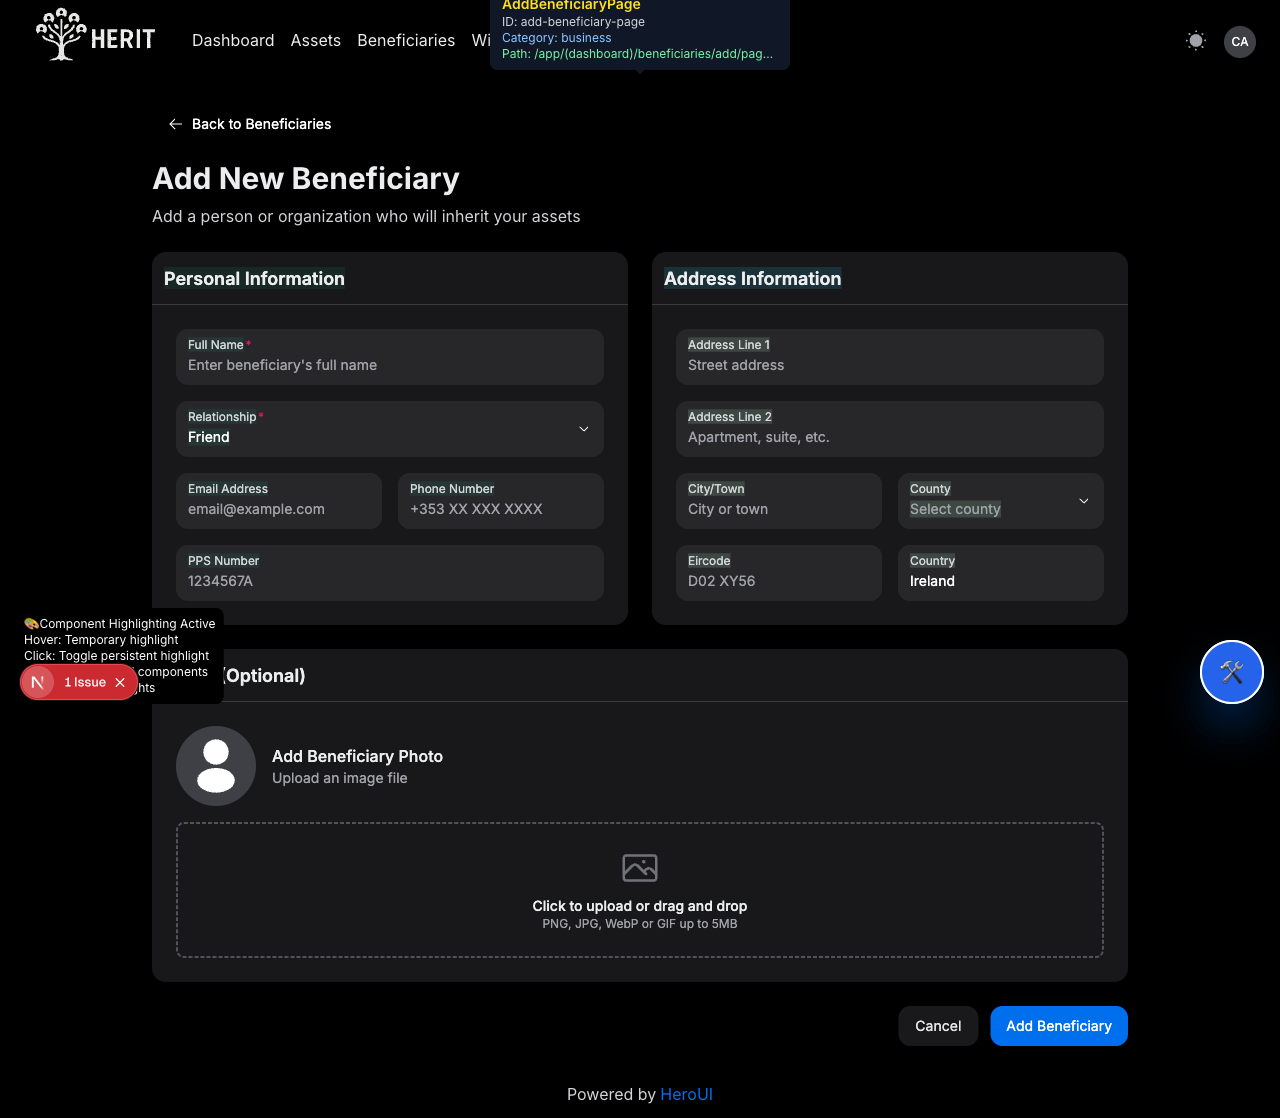 AddBeneficiaryPage
ID: add-beneficiary-page
Category: business
Path: /app/(dashboard)/beneficiaries/add/pag...
HERIT
Dashboard Assets Beneficiaries Wi
CA
Back to Beneficiaries
Add New Beneficiary
Add a person or organization who will inherit your assets
Personal Information
Full Name *
Enter beneficiary's full name
Relationship *
Friend
Email Address
email@example.com
Phone Number
+353 XX XXX XXXX
PPS Number
1234567A
Address Information
Address Line 1
Street address
Address Line 2
Apartment, suite, etc.
City/Town
City or town
County
Select county
Eircode
D02 XY56
Country
Ireland
🎨Component Highlighting Active
Hover: Temporary highlight
Click: Toggle persistent highlight
components
N 1 Issue
(Optional)
Add Beneficiary Photo
Upload an image file
Click to upload or drag and drop
PNG, JPG, WebP or GIF up to 5MB
Cancel
Add Beneficiary
Powered by HeroUI